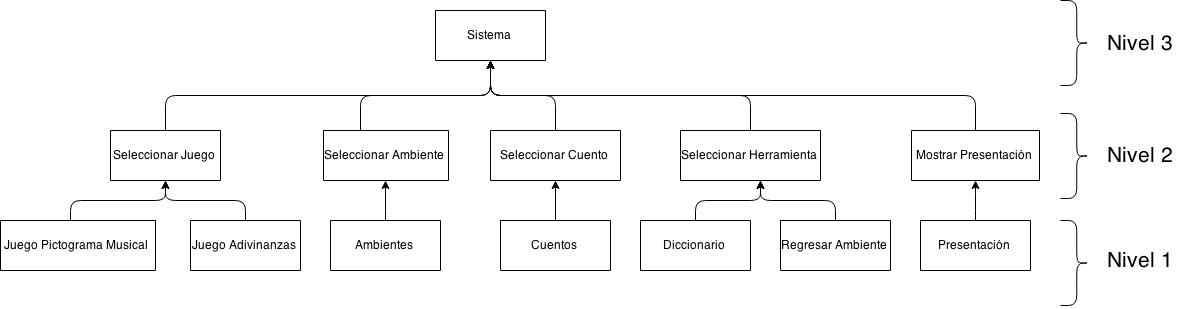 Sistema
Nivel 3
Seleccionar Juego
Seleccionar Ambiente
Seleccionar Cuento
Seleccionar Herramienta
Mostrar Presentación
Nivel 2
Juego Pictograma Musical
Juego Adivinanzas
Ambientes
Cuentos
Diccionario
Regresar Ambiente
Presentación
Nivel 1